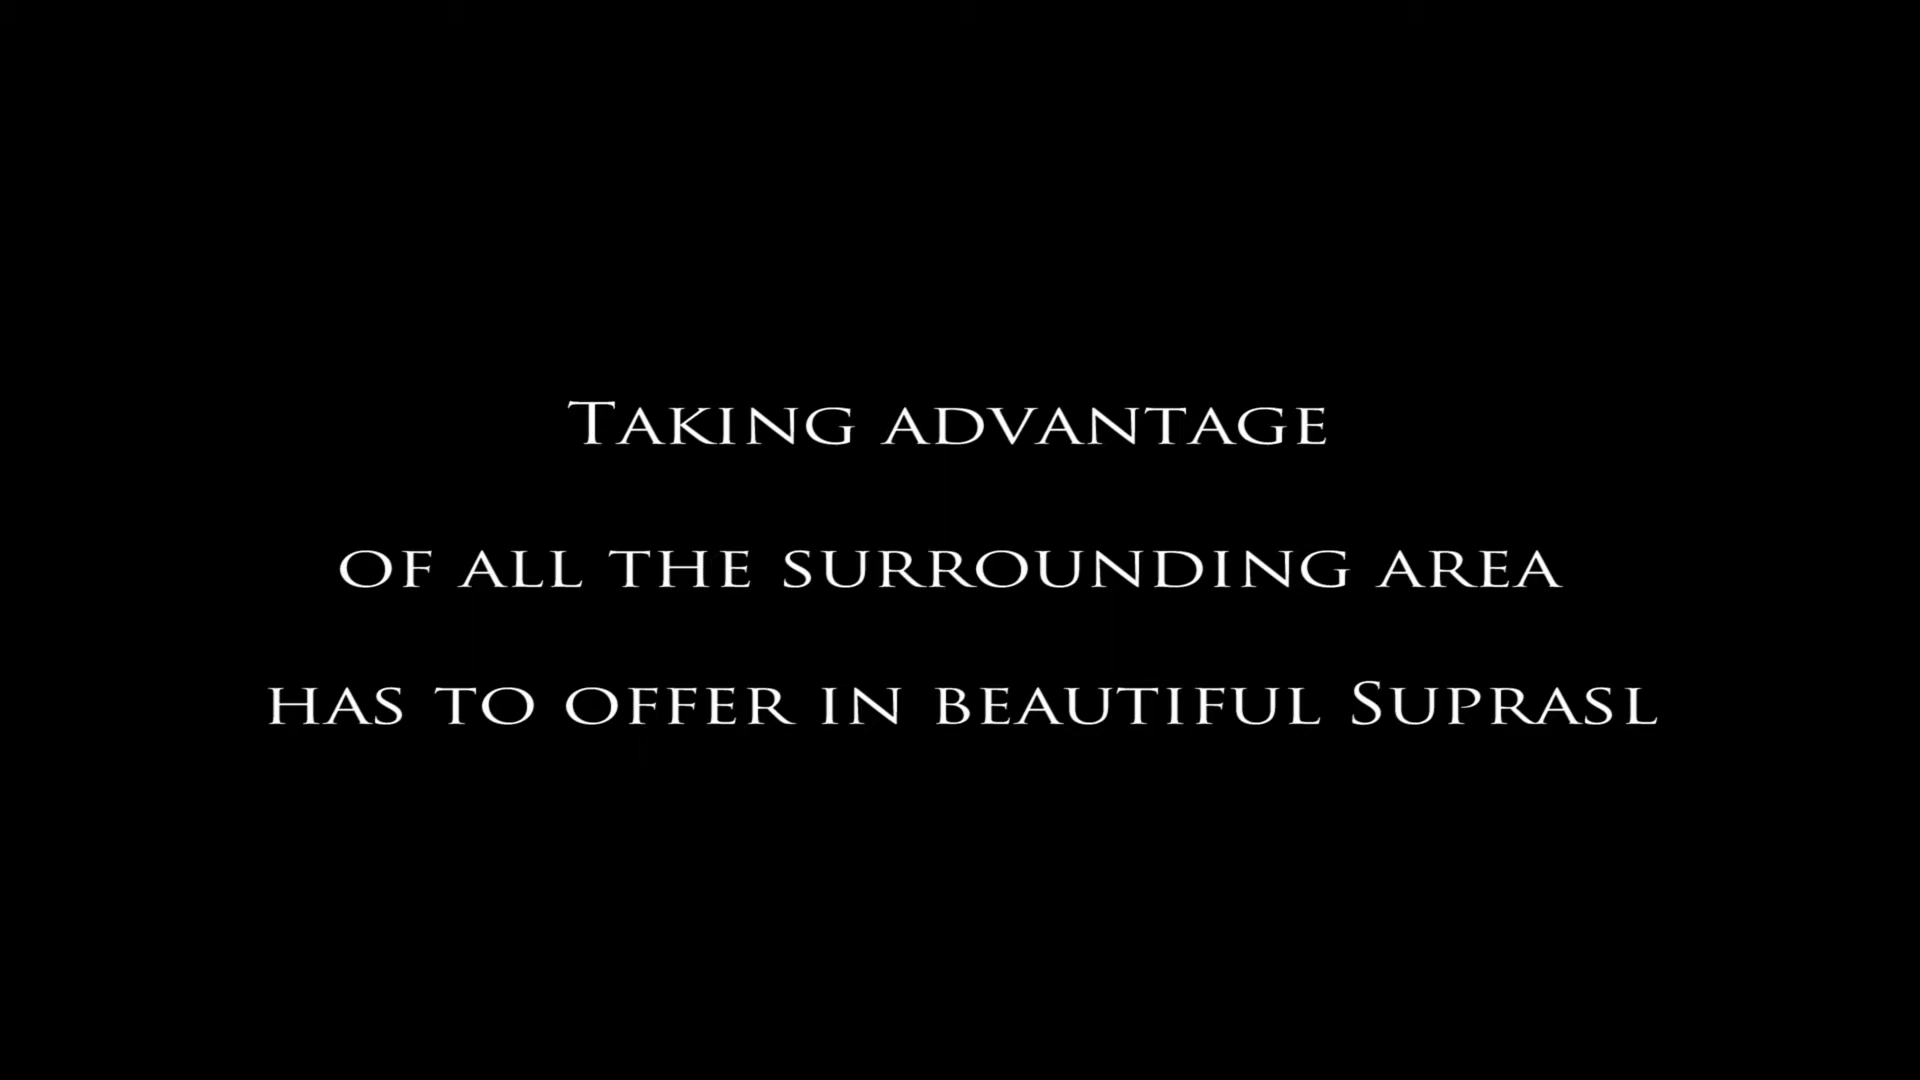 Taking advantage
of all the surrounding area
has to offer in beautiful Suprasl